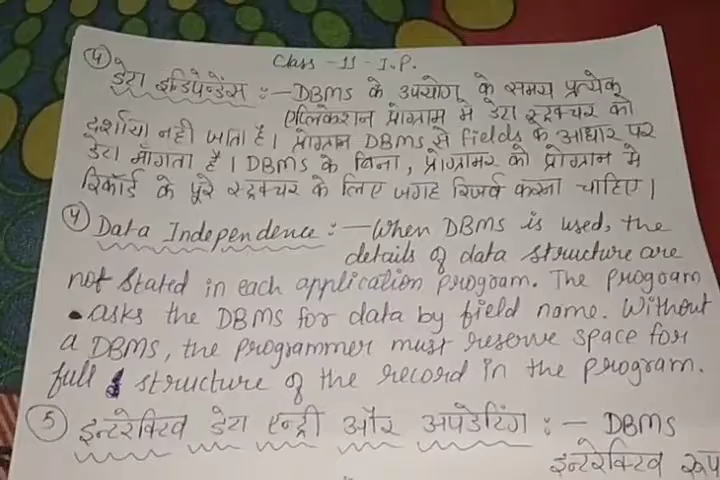 Class - 11 - I.P.
(4) डेटा इन्डिपेन्डेंस :- DBMS के उपयोग के समय प्रत्येक
एप्लिकेशन प्रोग्राम मे डेटा स्ट्रक्चर को
दर्शाया नही जाता है। प्रोग्राम DBMS से fields के आधार पर
डेटा माँगता है। DBMS के बिना, प्रोग्रामर को प्रोग्राम मे
रिकॉर्ड के पूरे स्ट्रक्चर के लिए जगह रिजर्व करना चाहिए।
(4) Data Independence :- When DBMS is used, the
details of data structure are
not stated in each application program. The program
asks the DBMS for data by field name. Without
a DBMS, the programmer must reserve space for
full structure of the record in the program.
(5) इन्टरेक्टिव डेटा एन्ट्री और अपडेटिंग :- DBMS
इन्टरेक्टिव रूप